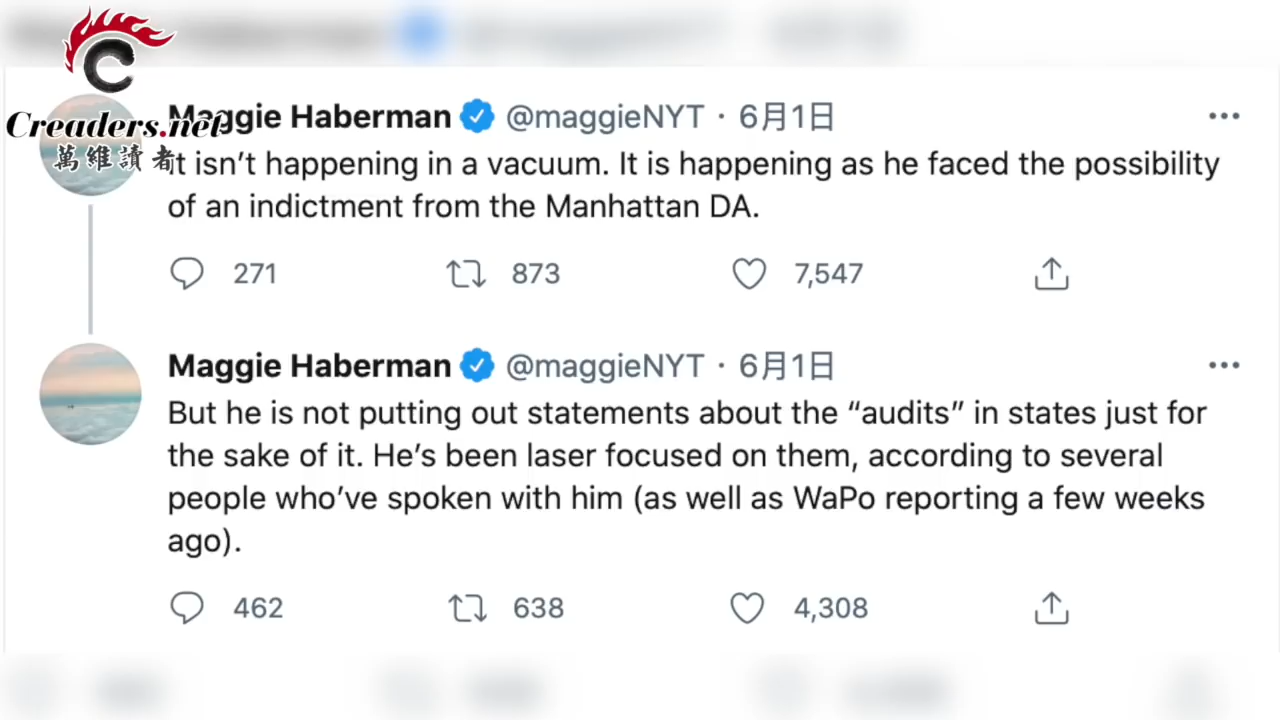 Creaders.net
萬維讀者
Maggie Haberman @maggieNYT · 6月1日
It isn’t happening in a vacuum. It is happening as he faced the possibility
of an indictment from the Manhattan DA.
271 873 7,547
Maggie Haberman @maggieNYT · 6月1日
But he is not putting out statements about the “audits” in states just for
the sake of it. He’s been laser focused on them, according to several
people who’ve spoken with him (as well as WaPo reporting a few weeks
ago).
462 638 4,308